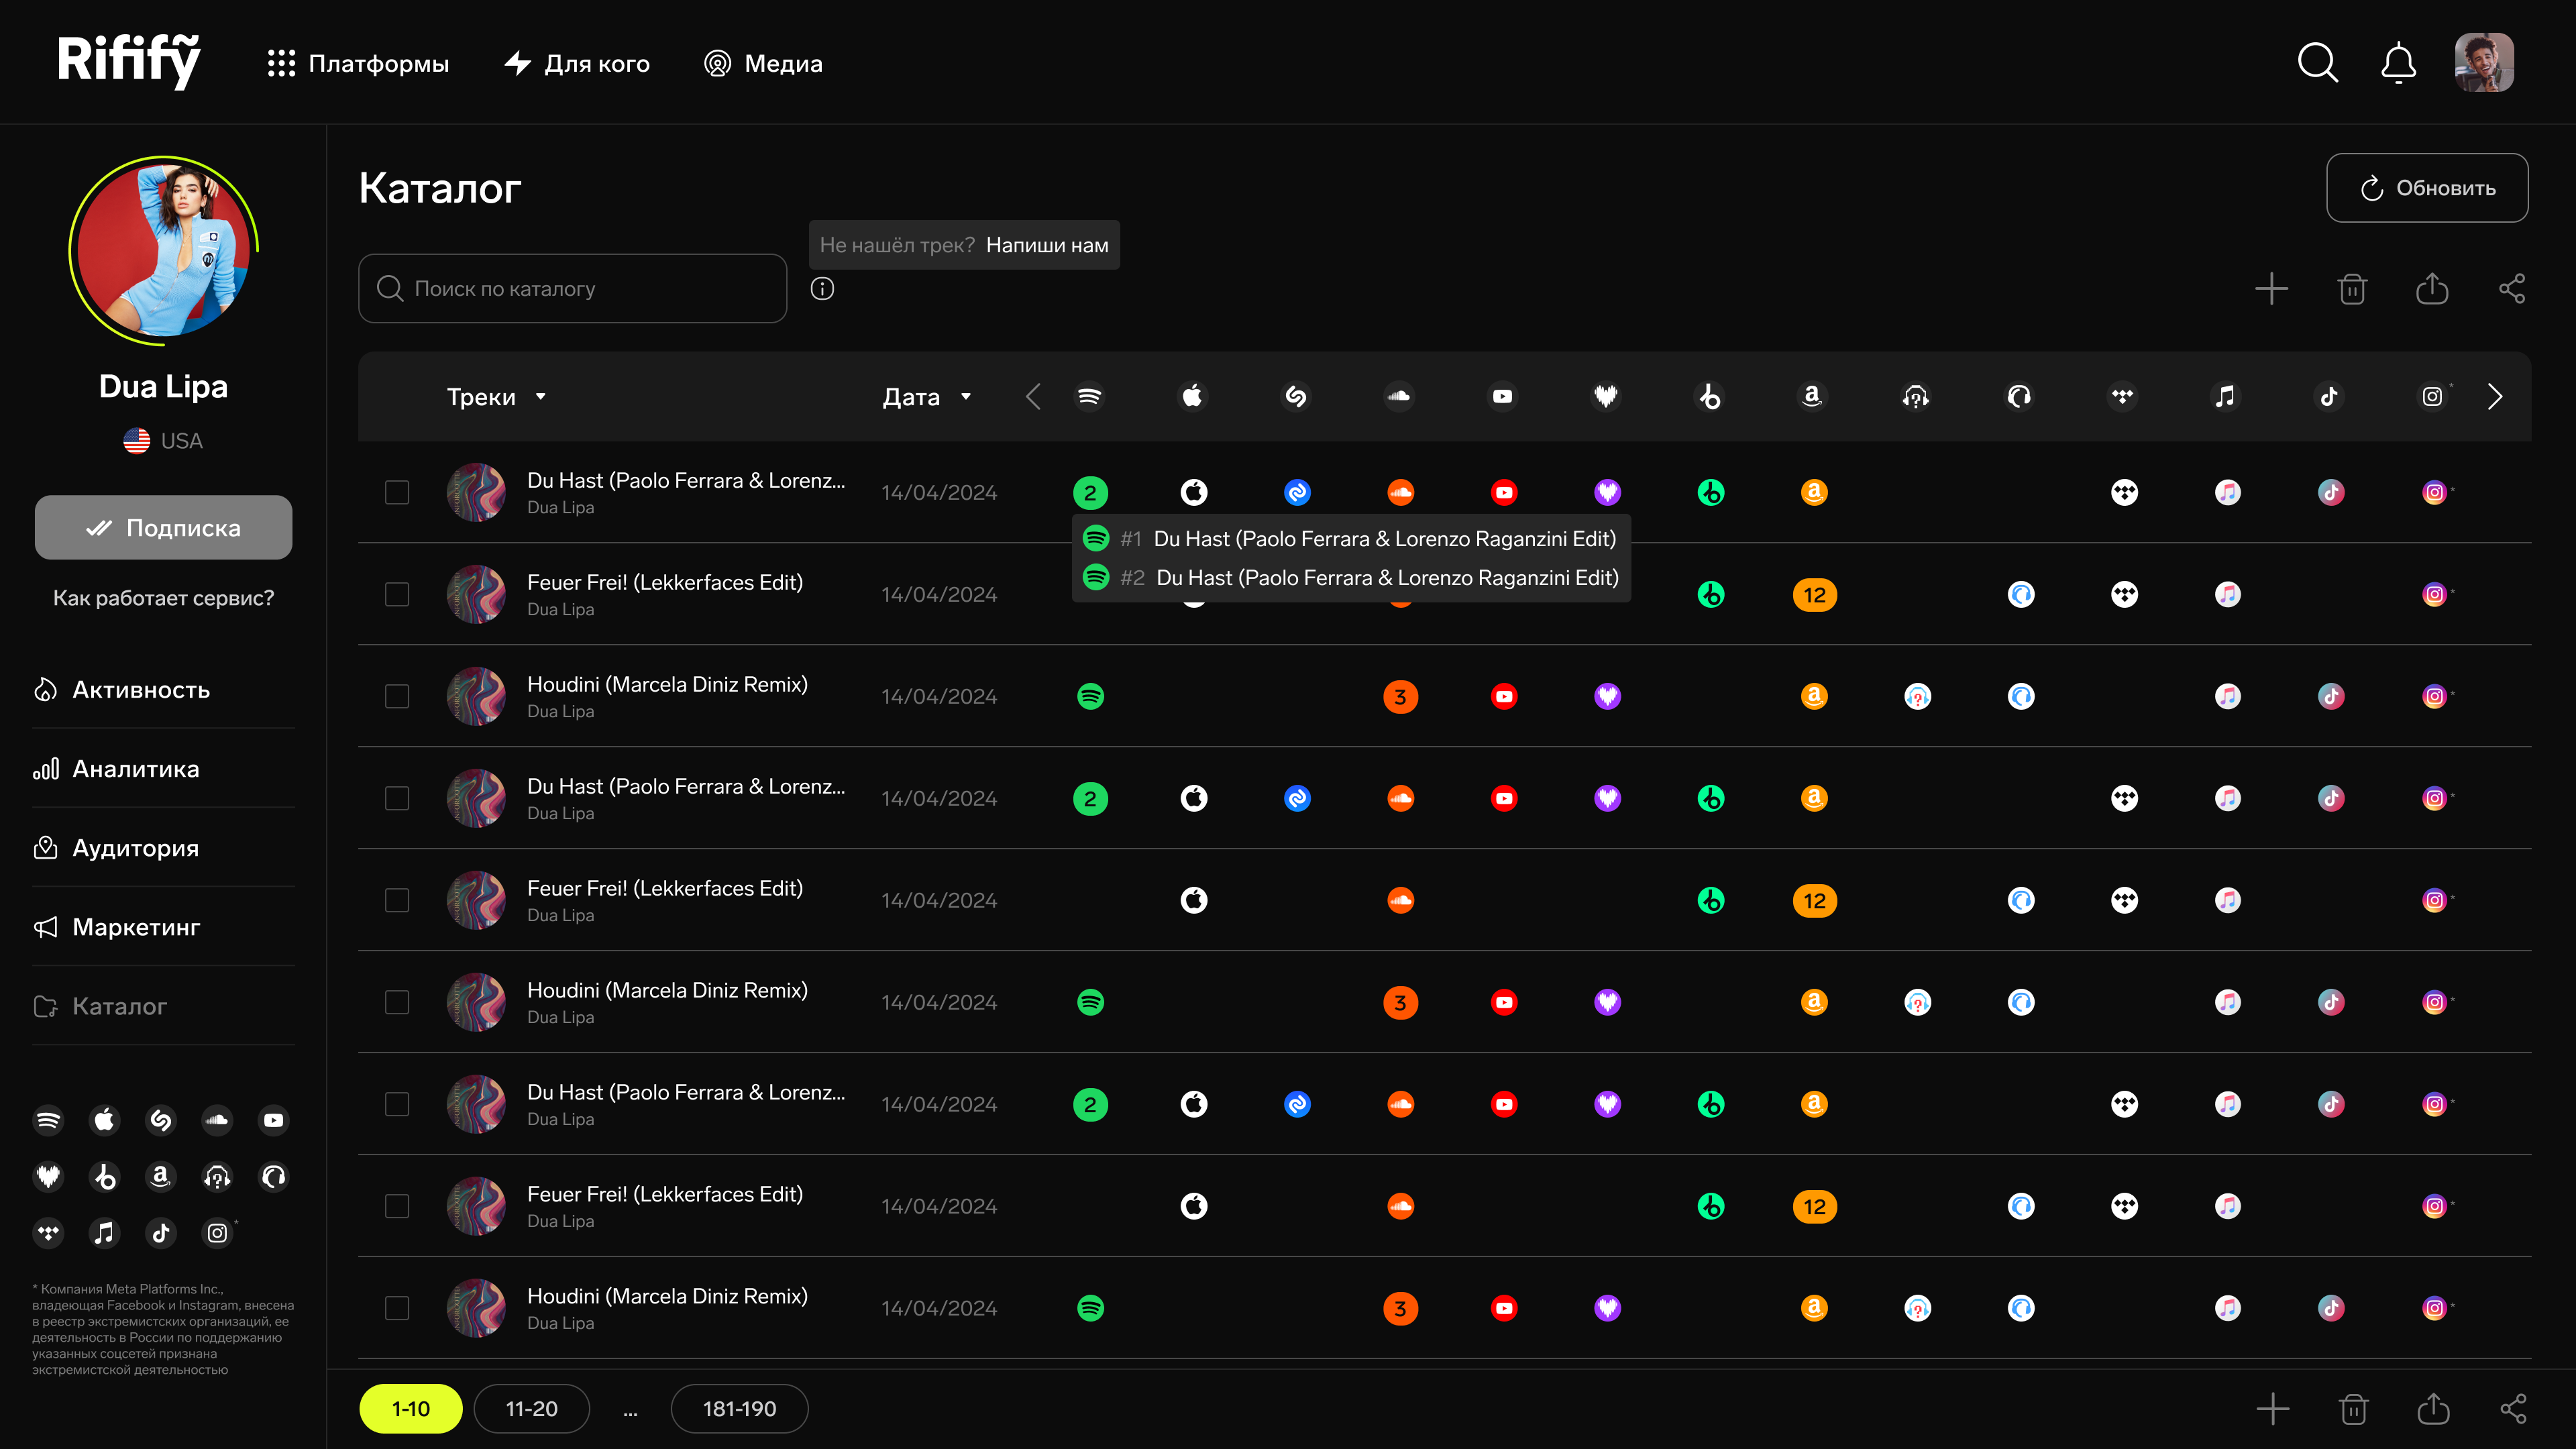 Rififỹ
Платформы
Для кого
Медиа
Dua Lipa
USA
Подписка
Как работает сервис?
Активность
Аналитика
Аудитория
Маркетинг
Каталог
* Компания Meta Platforms Inc.,
владеющая Facebook и Instagram, внесена
в реестр экстремистских организаций, ее
деятельность в России по поддержанию
указанных соцсетей признана
экстремистской деятельностью
Каталог
Обновить
Не нашёл трек? Напиши нам
Поиск по каталогу
Треки Дата *
Du Hast (Paolo Ferrara & Lorenz...
Dua Lipa
14/04/2024 2 *
#1 Du Hast (Paolo Ferrara & Lorenzo Raganzini Edit)
#2 Du Hast (Paolo Ferrara & Lorenzo Raganzini Edit)
Feuer Frei! (Lekkerfaces Edit)
Dua Lipa
14/04/2024 12 *
Houdini (Marcela Diniz Remix)
Dua Lipa
14/04/2024 3 *
Du Hast (Paolo Ferrara & Lorenz...
Dua Lipa
14/04/2024 2 *
Feuer Frei! (Lekkerfaces Edit)
Dua Lipa
14/04/2024 12 *
Houdini (Marcela Diniz Remix)
Dua Lipa
14/04/2024 3 *
Du Hast (Paolo Ferrara & Lorenz...
Dua Lipa
14/04/2024 2 *
Feuer Frei! (Lekkerfaces Edit)
Dua Lipa
14/04/2024 12 *
Houdini (Marcela Diniz Remix)
Dua Lipa
14/04/2024 3 *
1-10 11-20 ... 181-190